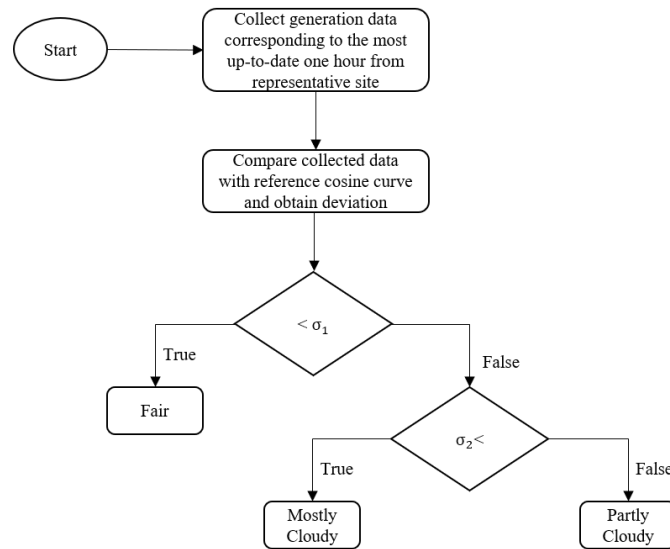 Start
Collect generation data
corresponding to the most
up-to-date one hour from
representative site
Compare collected data
with reference cosine curve
and obtain deviation
< σ₁
True
False
Fair
σ₂<
True
False
Mostly
Cloudy
Partly
Cloudy